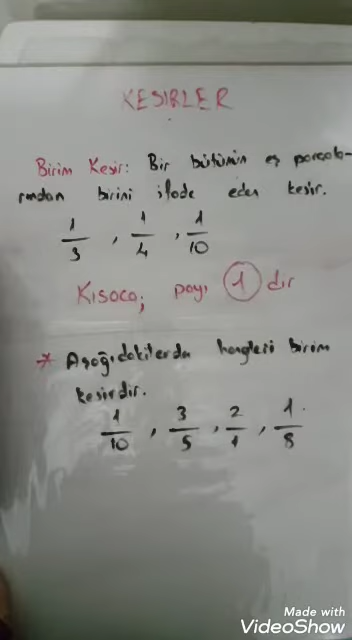 KESİRLER
Birim Kesir: Bir bütünün eş parçala-
rından birini ifade eden kesir.
1/3 , 1/4 , 1/10
Kısaca; payı 1 dir
* Aşağıdakilerden hangileri birim
kesirdir.
1/10 , 3/5 , 2/1 , 1/8
Made with
VideoShow